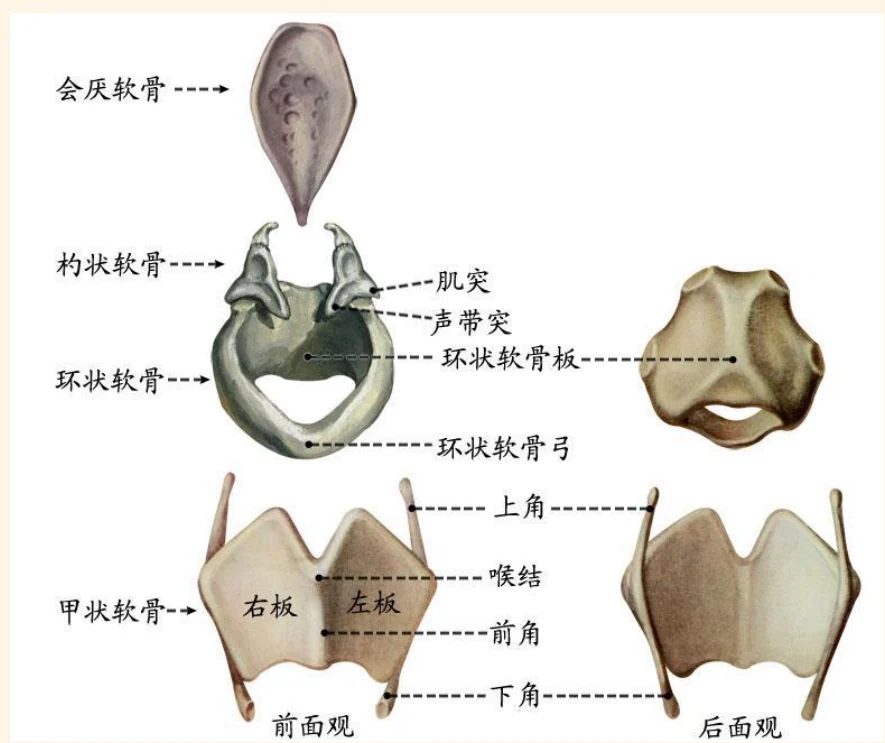 会厌软骨
杓状软骨
肌突
声带突
环状软骨板
环状软骨
环状软骨弓
上角
喉结
右板
左板
甲状软骨
前角
下角
前面观
后面观